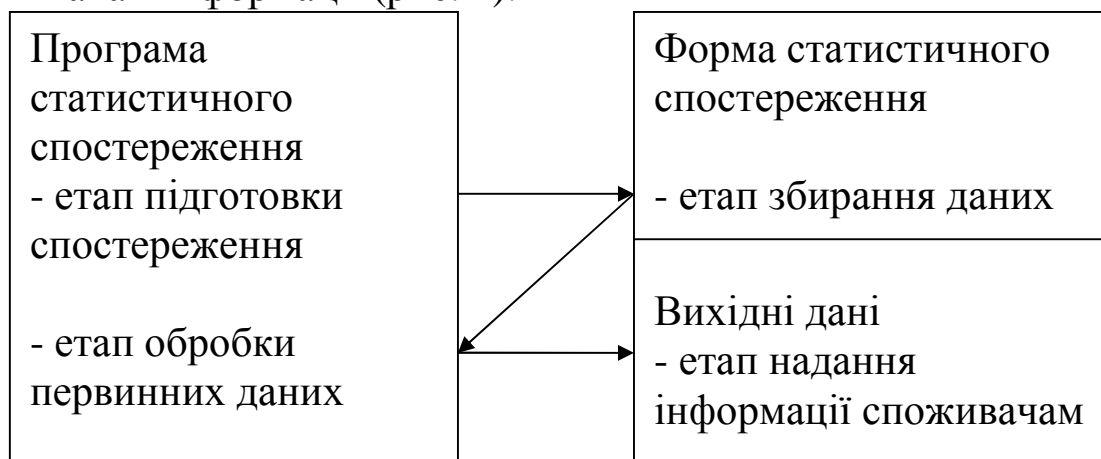 Програма
статистичного
спостереження
- етап підготовки
спостереження
- етап обробки
первинних даних
Форма статистичного
спостереження
- етап збирання даних
Вихідні дані
- етап надання
інформації споживачам